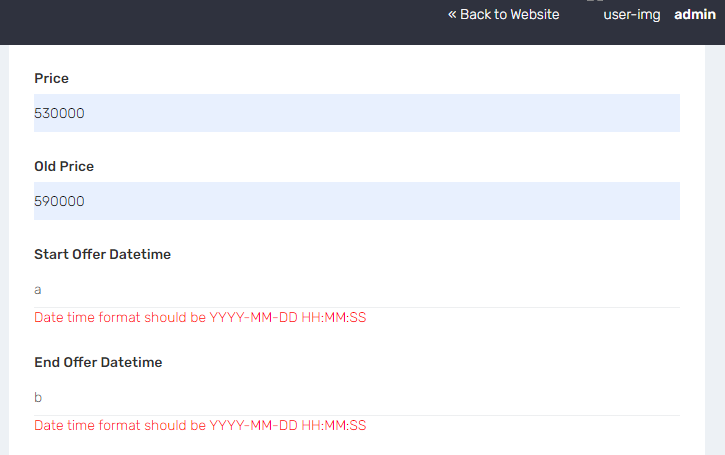 « Back to Website user-img admin
Price
530000
Old Price
590000
Start Offer Datetime
a
Date time format should be YYYY-MM-DD HH:MM:SS
End Offer Datetime
b
Date time format should be YYYY-MM-DD HH:MM:SS